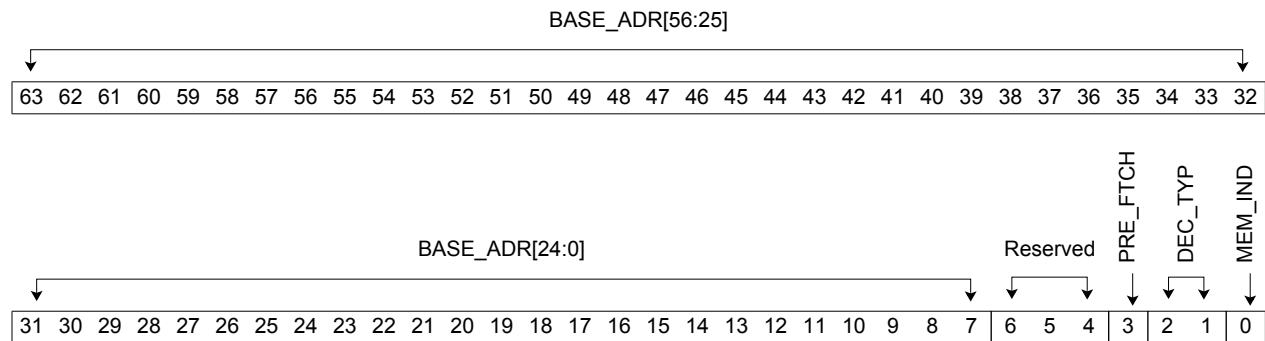 BASE_ADR[56:25]
63 62 61 60 59 58 57 56 55 54 53 52 51 50 49 48 47 46 45 44 43 42 41 40 39 38 37 36 35 34 33 32
BASE_ADR[24:0]
Reserved
PRE_FTCH
DEC_TYP
MEM_IND
31 30 29 28 27 26 25 24 23 22 21 20 19 18 17 16 15 14 13 12 11 10 9 8 7 6 5 4 3 2 1 0